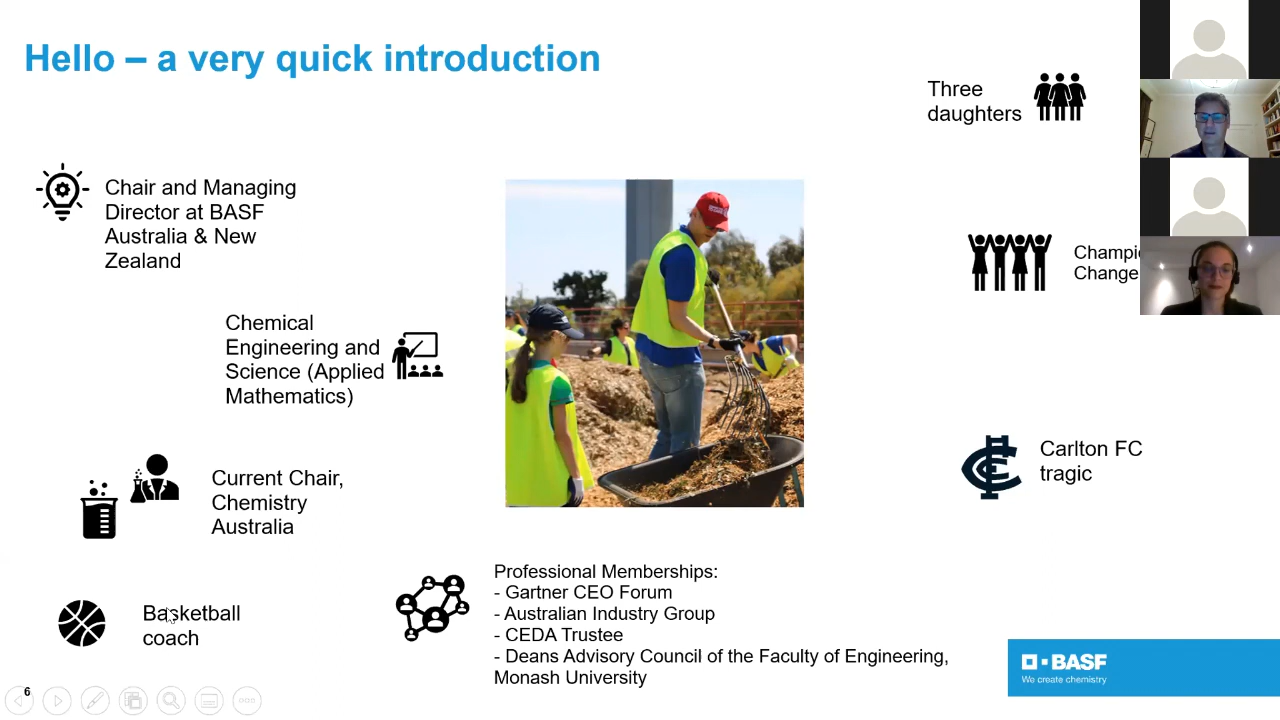 Hello – a very quick introduction
Three
daughters
Chair and Managing
Director at BASF
Australia & New
Zealand
Change
Chemical
Engineering and
Science (Applied
Mathematics)
Carlton FC
tragic
Current Chair,
Chemistry
Australia
Basketball
coach
Professional Memberships:
- Gartner CEO Forum
- Australian Industry Group
- CEDA Trustee
- Deans Advisory Council of the Faculty of Engineering,
Monash University
BASF
We create chemistry
6